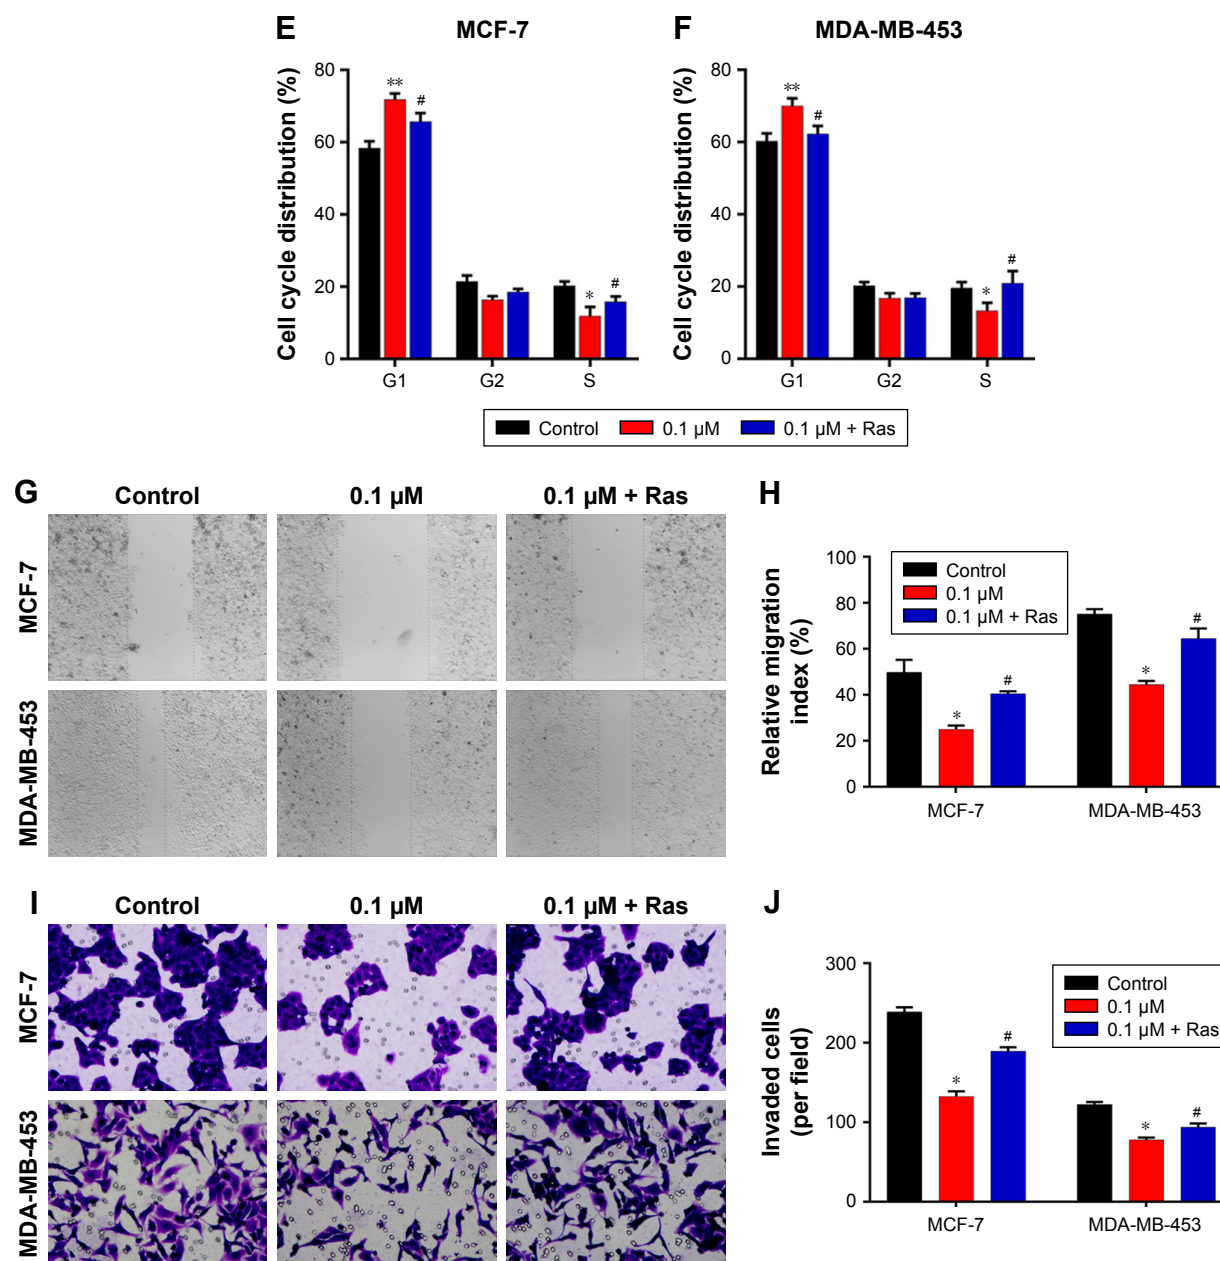 E MCF-7
F MDA-MB-453
Cell cycle distribution (%)
80
60
40
20
0
** # * #
G1 G2 S
Cell cycle distribution (%)
80
60
40
20
0
** # * #
G1 G2 S
Control 0.1 µM 0.1 µM + Ras
G Control 0.1 µM 0.1 µM + Ras
MCF-7
MDA-MB-453
H
Relative migration
index (%)
100
80
60
40
20
0
Control
0.1 µM
0.1 µM + Ras
* # * #
MCF-7 MDA-MB-453
I Control 0.1 µM 0.1 µM + Ras
MCF-7
MDA-MB-453
J
Invaded cells
(per field)
300
200
100
0
Control
0.1 µM
0.1 µM + Ras
* # * #
MCF-7 MDA-MB-453